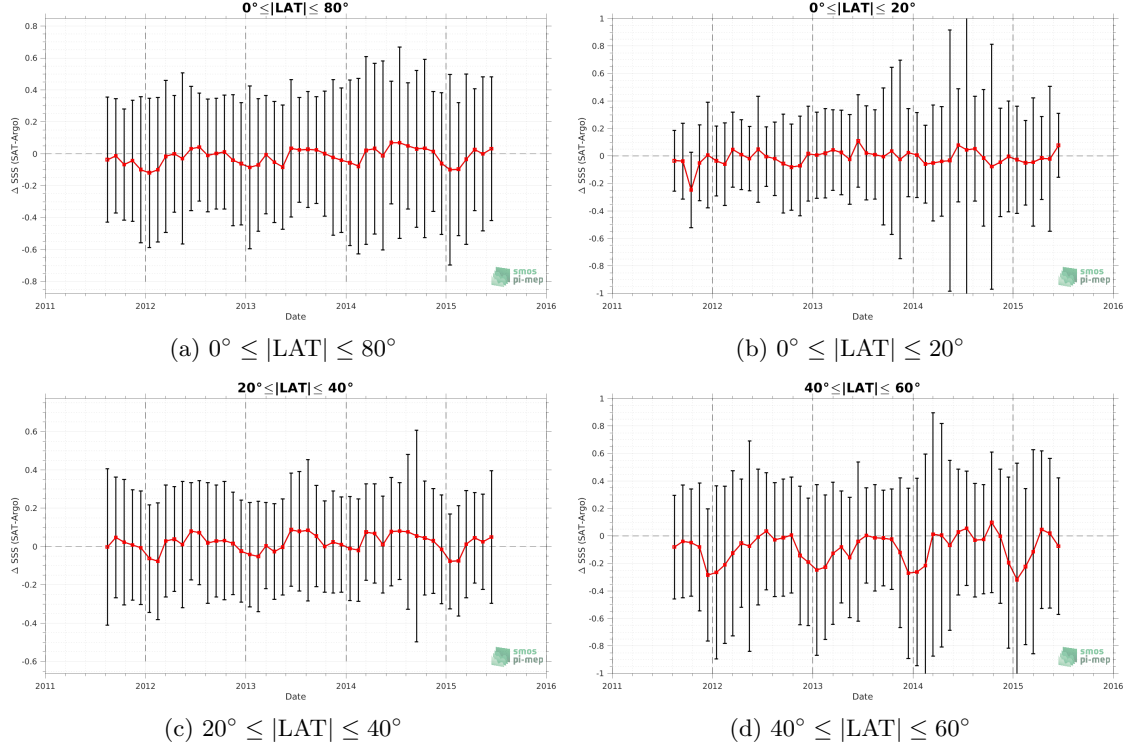 0°≤|LAT|≤ 80°
Δ SSS (SAT-Argo)
0.8
0.6
0.4
0.2
0
-0.2
-0.4
-0.6
-0.8
2011 2012 2013 2014 2015 2016
Date
smos
pi-mep
(a) 0° ≤ |LAT| ≤ 80°
0°≤|LAT|≤ 20°
Δ SSS (SAT-Argo)
1
0.8
0.6
0.4
0.2
0
-0.2
-0.4
-0.6
-0.8
-1
2011 2012 2013 2014 2015 2016
Date
smos
pi-mep
(b) 0° ≤ |LAT| ≤ 20°
20°≤|LAT|≤ 40°
Δ SSS (SAT-Argo)
0.6
0.4
0.2
0
-0.2
-0.4
-0.6
2011 2012 2013 2014 2015 2016
Date
smos
pi-mep
(c) 20° ≤ |LAT| ≤ 40°
40°≤|LAT|≤ 60°
Δ SSS (SAT-Argo)
1
0.8
0.6
0.4
0.2
0
-0.2
-0.4
-0.6
-0.8
-1
2011 2012 2013 2014 2015 2016
Date
smos
pi-mep
(d) 40° ≤ |LAT| ≤ 60°